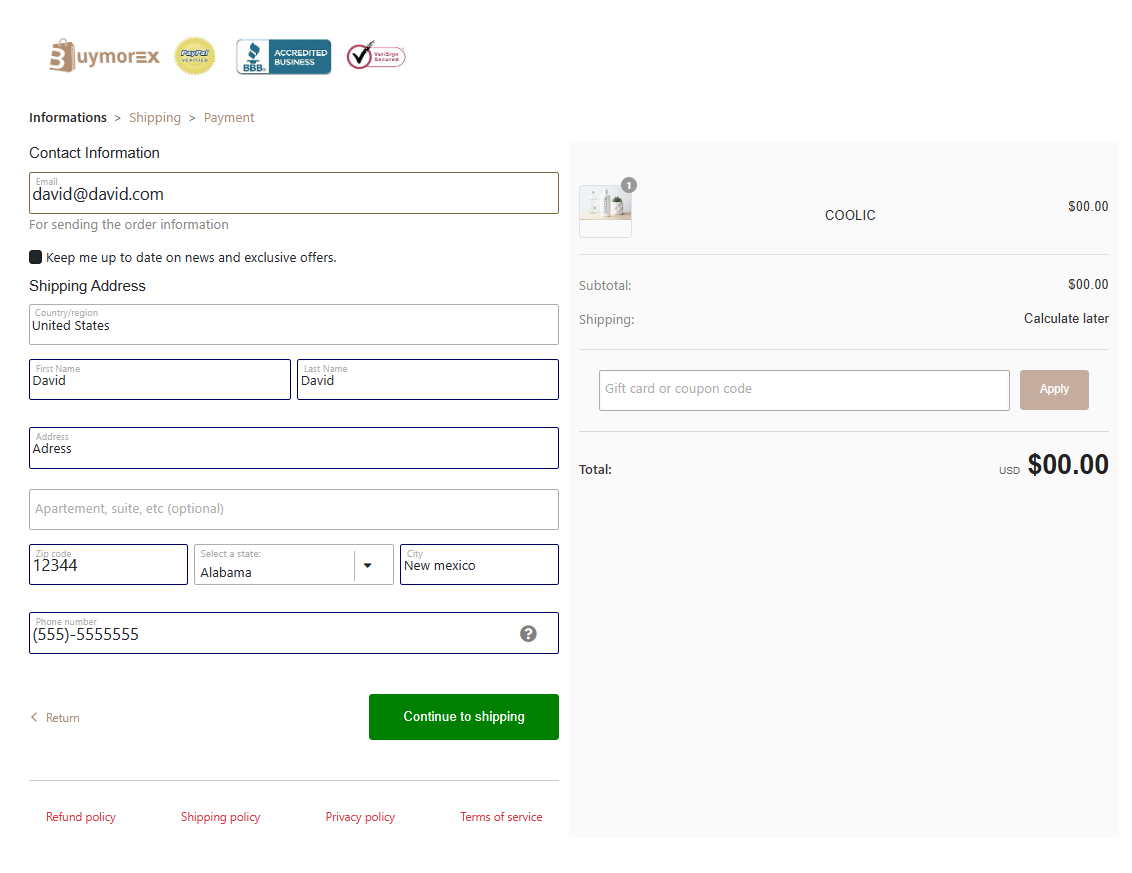 BuymorEx
PayPal
VERIFIED
BBB.
ACCREDITED
BUSINESS
VeriSign
Secured
Informations > Shipping > Payment
Contact Information
Email
david@david.com
For sending the order information
Keep me up to date on news and exclusive offers.
Shipping Address
Country/region
United States
First Name
David
Last Name
David
Address
Adress
Apartement, suite, etc (optional)
Zip code
12344
Select a state:
Alabama
City
New mexico
Phone number
(555)-5555555
?
Return
Continue to shipping
Refund policy
Shipping policy
Privacy policy
Terms of service
1
COOLIC
$00.00
Subtotal:
$00.00
Shipping:
Calculate later
Gift card or coupon code
Apply
Total:
USD $00.00